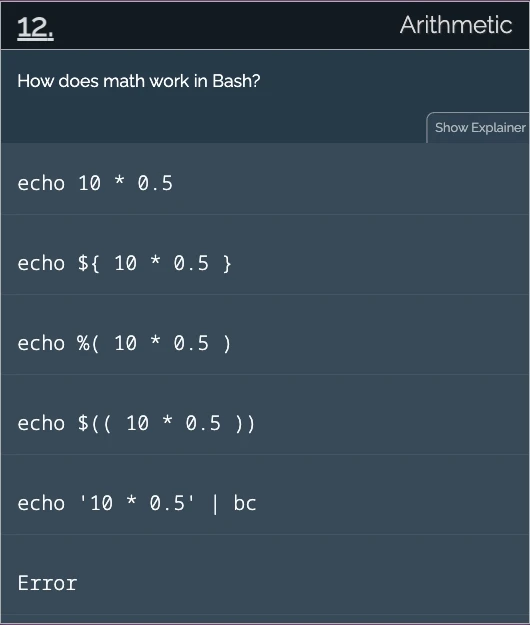 12.
Arithmetic
How does math work in Bash?
Show Explainer
echo 10 * 0.5
echo ${ 10 * 0.5 }
echo %( 10 * 0.5 )
echo $(( 10 * 0.5 ))
echo '10 * 0.5' | bc
Error